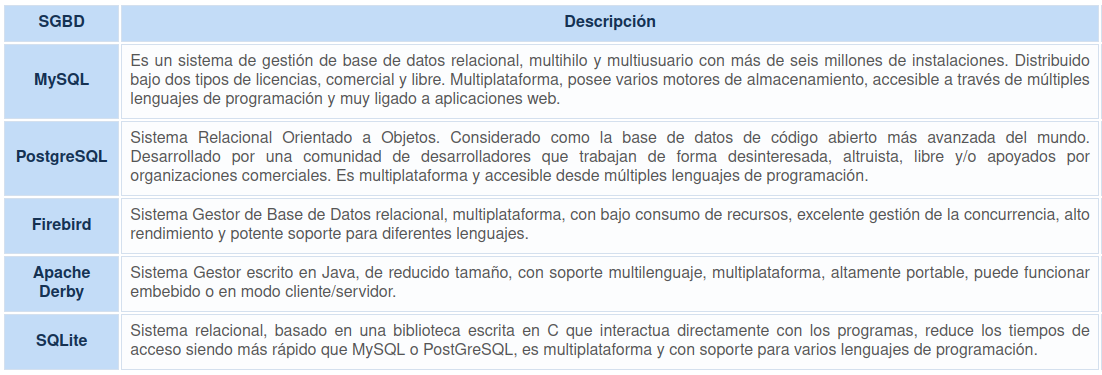 SGBD
Descripción
MySQL
Es un sistema de gestión de base de datos relacional, multihilo y multiusuario con más de seis millones de instalaciones. Distribuido
bajo dos tipos de licencias, comercial y libre. Multiplataforma, posee varios motores de almacenamiento, accesible a través de múltiples
lenguajes de programación y muy ligado a aplicaciones web.
PostgreSQL
Sistema Relacional Orientado a Objetos. Considerado como la base de datos de código abierto más avanzada del mundo.
Desarrollado por una comunidad de desarrolladores que trabajan de forma desinteresada, altruista, libre y/o apoyados por
organizaciones comerciales. Es multiplataforma y accesible desde múltiples lenguajes de programación.
Firebird
Sistema Gestor de Base de Datos relacional, multiplataforma, con bajo consumo de recursos, excelente gestión de la concurrencia, alto
rendimiento y potente soporte para diferentes lenguajes.
Apache
Derby
Sistema Gestor escrito en Java, de reducido tamaño, con soporte multilenguaje, multiplataforma, altamente portable, puede funcionar
embebido o en modo cliente/servidor.
SQLite
Sistema relacional, basado en una biblioteca escrita en C que interactua directamente con los programas, reduce los tiempos de
acceso siendo más rápido que MySQL o PostGreSQL, es multiplataforma y con soporte para varios lenguajes de programación.